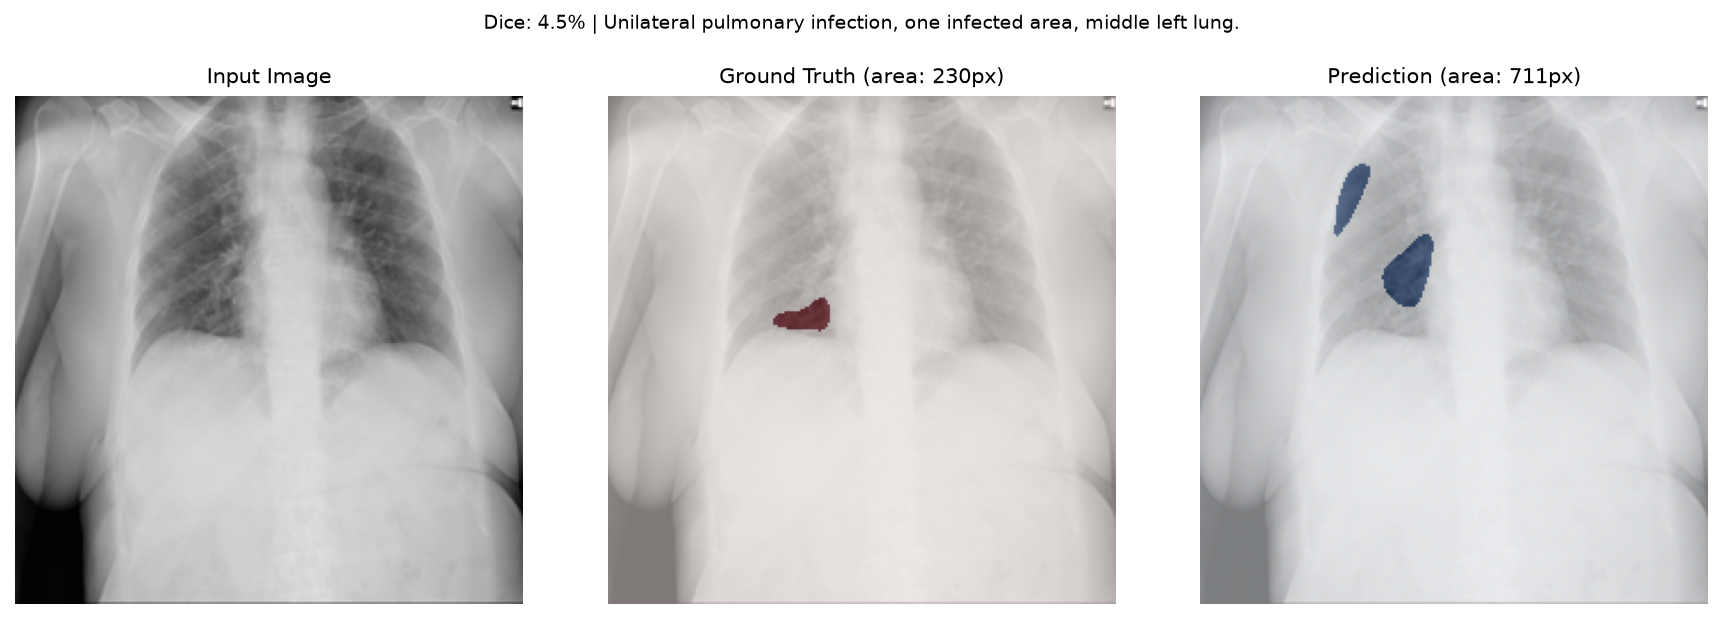 Dice: 4.5% | Unilateral pulmonary infection, one infected area, middle left lung.
Input Image
Ground Truth (area: 230px)
Prediction (area: 711px)